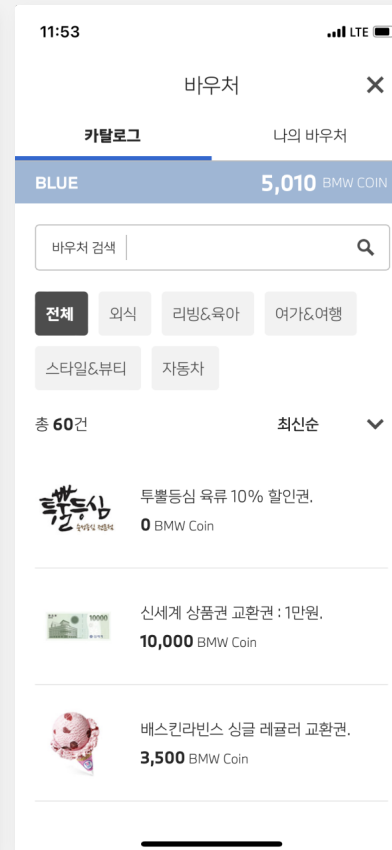 11:53
LTE
바우처
카탈로그 나의 바우처
BLUE 5,010 BMW COIN
바우처 검색
전체 외식 리빙&육아 여가&여행
스타일&뷰티 자동차
총 60건 최신순
투뿔등심
투뿔등심 육류 10% 할인권.
0 BMW Coin
10000
신세계 상품권 교환권 : 1만원.
10,000 BMW Coin
배스킨라빈스 싱글 레귤러 교환권.
3,500 BMW Coin